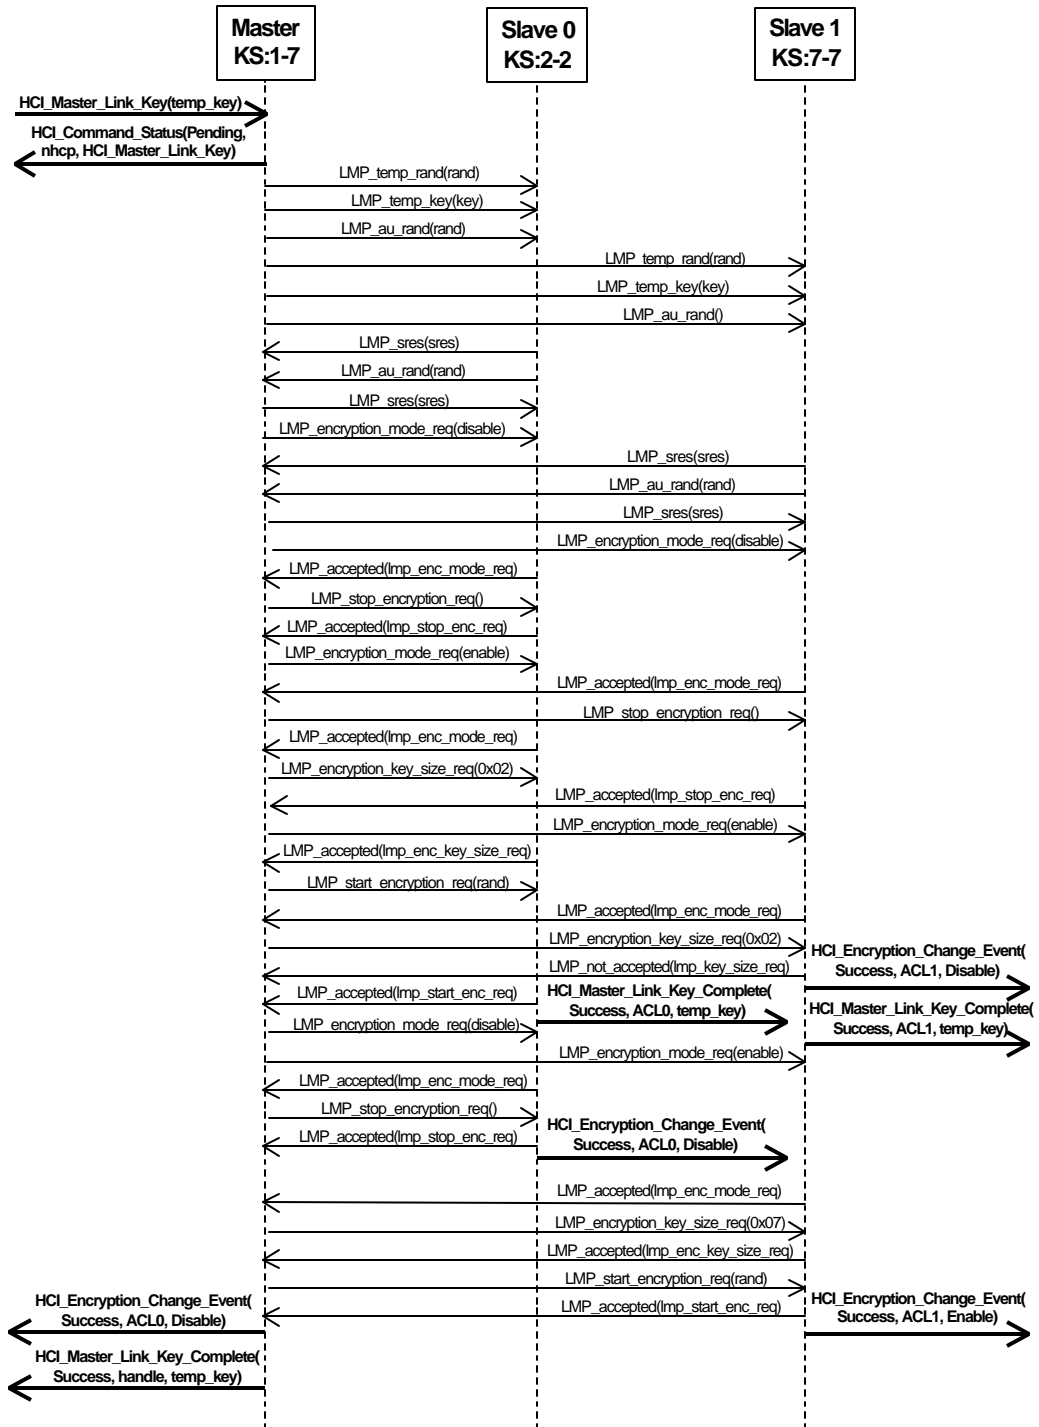 Master
KS:1-7
Slave 0
KS:2-2
Slave 1
KS:7-7
HCI_Master_Link_Key(temp_key)
HCI_Command_Status(Pending,
nhcp, HCI_Master_Link_Key)
LMP_temp_rand(rand)
LMP_temp_key(key)
LMP_au_rand(rand)
LMP_temp_rand(rand)
LMP_temp_key(key)
LMP_au_rand()
LMP_sres(sres)
LMP_au_rand(rand)
LMP_sres(sres)
LMP_encryption_mode_req(disable)
LMP_sres(sres)
LMP_au_rand(rand)
LMP_sres(sres)
LMP_encryption_mode_req(disable)
LMP_accepted(lmp_enc_mode_req)
LMP_stop_encryption_req()
LMP_accepted(lmp_stop_enc_req)
LMP_encryption_mode_req(enable)
LMP_accepted(lmp_enc_mode_req)
LMP_stop_encryption_req()
LMP_accepted(lmp_enc_mode_req)
LMP_encryption_key_size_req(0x02)
LMP_accepted(lmp_stop_enc_req)
LMP_encryption_mode_req(enable)
LMP_accepted(lmp_enc_key_size_req)
LMP_start_encryption_req(rand)
LMP_accepted(lmp_enc_mode_req)
LMP_encryption_key_size_req(0x02)
HCI_Encryption_Change_Event(
Success, ACL1, Disable)
LMP_not_accepted(lmp_key_size_req)
LMP_accepted(lmp_start_enc_req)
HCI_Master_Link_Key_Complete(
Success, ACL0, temp_key)
HCI_Master_Link_Key_Complete(
Success, ACL1, temp_key)
LMP_encryption_mode_req(disable)
LMP_encryption_mode_req(enable)
LMP_accepted(lmp_enc_mode_req)
LMP_stop_encryption_req()
LMP_accepted(lmp_stop_enc_req)
HCI_Encryption_Change_Event(
Success, ACL0, Disable)
LMP_accepted(lmp_enc_mode_req)
LMP_encryption_key_size_req(0x07)
LMP_accepted(lmp_enc_key_size_req)
LMP_start_encryption_req(rand)
LMP_accepted(lmp_start_enc_req)
HCI_Encryption_Change_Event(
Success, ACL0, Disable)
HCI_Encryption_Change_Event(
Success, ACL1, Enable)
HCI_Master_Link_Key_Complete(
Success, handle, temp_key)